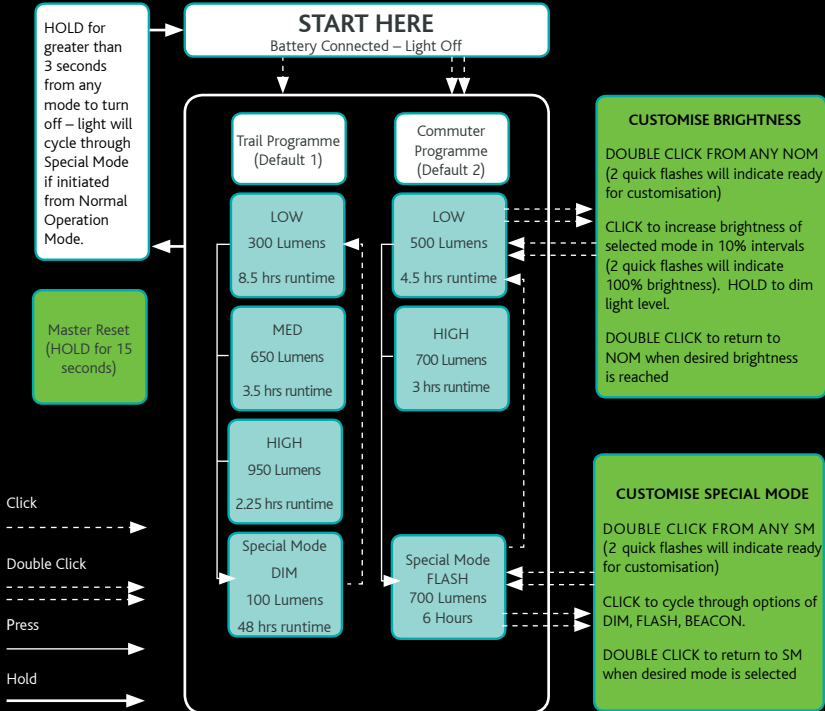 HOLD for
greater than
3 seconds
from any
mode to turn
off – light will
cycle through
Special Mode
if initiated
from Normal
Operation
Mode.
START HERE
Battery Connected – Light Off
Master Reset
(HOLD for 15
seconds)
Click
Double Click
Press
Hold
Trail Programme
(Default 1)
LOW
300 Lumens
8.5 hrs runtime
MED
650 Lumens
3.5 hrs runtime
HIGH
950 Lumens
2.25 hrs runtime
Special Mode
DIM
100 Lumens
48 hrs runtime
Commuter
Programme
(Default 2)
LOW
500 Lumens
4.5 hrs runtime
HIGH
700 Lumens
3 hrs runtime
Special Mode
FLASH
700 Lumens
6 Hours
CUSTOMISE BRIGHTNESS
DOUBLE CLICK FROM ANY NOM
(2 quick flashes will indicate ready
for customisation)
CLICK to increase brightness of
selected mode in 10% intervals
(2 quick flashes will indicate
100% brightness). HOLD to dim
light level.
DOUBLE CLICK to return to
NOM when desired brightness
is reached
CUSTOMISE SPECIAL MODE
DOUBLE CLICK FROM ANY SM
(2 quick flashes will indicate ready
for customisation)
CLICK to cycle through options of
DIM, FLASH, BEACON.
DOUBLE CLICK to return to SM
when desired mode is selected